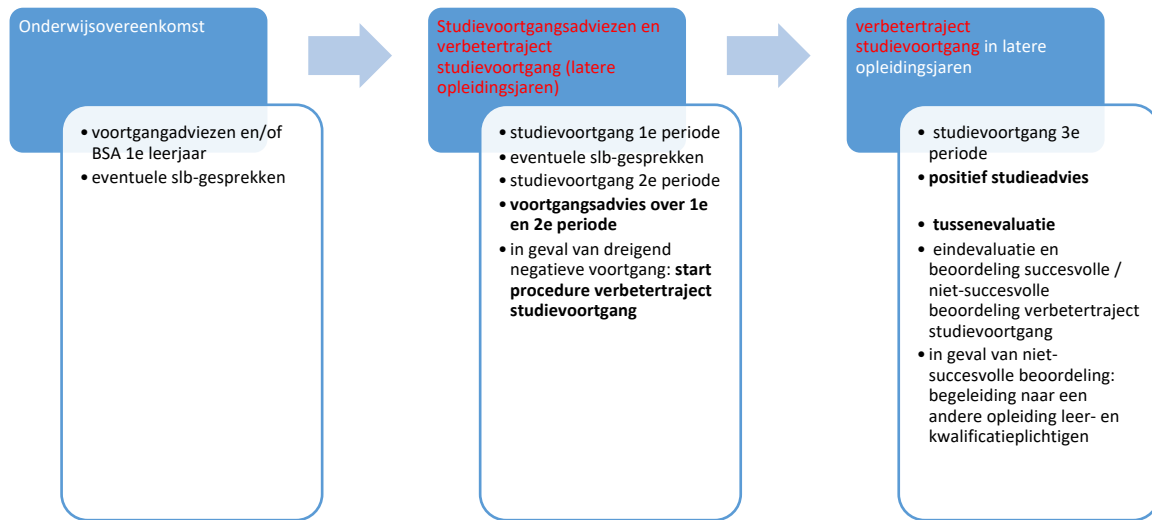 Onderwijsovereenkomst
• voortgangadviezen en/of
BSA 1e leerjaar
• eventuele slb-gesprekken
Studievoortgangsadviezen en
verbetertraject
studievoortgang (latere
opleidingsjaren)
• studievoortgang 1e periode
• eventuele slb-gesprekken
• studievoortgang 2e periode
• voortgangsadvies over 1e
en 2e periode
• in geval van dreigend
negatieve voortgang: start
procedure verbetertraject
studievoortgang
verbetertraject
studievoortgang in latere
opleidingsjaren
• studievoortgang 3e
periode
• positief studieadvies
• tussenevaluatie
• eindevaluatie en
beoordeling succesvolle /
niet-succesvolle
beoordeling verbetertraject
studievoortgang
• in geval van niet-
succesvolle beoordeling:
begeleiding naar een
andere opleiding leer- en
kwalificatieplichtigen